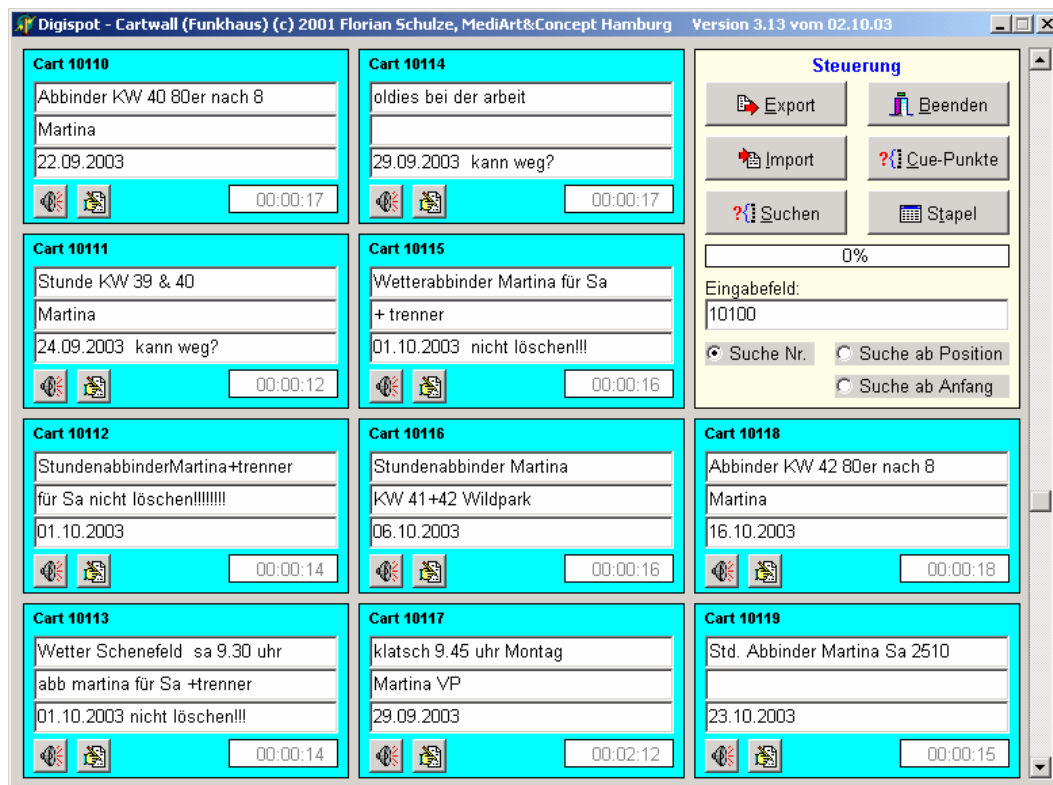 Digispot - Cartwall (Funkhaus) (c) 2001 Florian Schulze, MediArt&Concept Hamburg Version 3.13 vom 02.10.03
Cart 10110
Abbinder KW 40 80er nach 8
Martina
22.09.2003
00:00:17
Cart 10111
Stunde KW 39 & 40
Martina
24.09.2003 kann weg?
00:00:12
Cart 10112
StundenabbinderMartina+trenner
für Sa nicht löschen!!!!!!!!
01.10.2003
00:00:14
Cart 10113
Wetter Schenefeld sa 9.30 uhr
abb martina für Sa +trenner
01.10.2003 nicht löschen!!!
00:00:14
Cart 10114
oldies bei der arbeit
29.09.2003 kann weg?
00:00:17
Cart 10115
Wetterabbinder Martina für Sa
+ trenner
01.10.2003 nicht löschen!!!
00:00:16
Cart 10116
Stundenabbinder Martina
KW 41+42 Wildpark
06.10.2003
00:00:16
Cart 10117
klatsch 9.45 uhr Montag
Martina VP
29.09.2003
00:02:12
Steuerung
Export
Beenden
Import
Cue-Punkte
Suchen
Stapel
0%
Eingabefeld:
10100
Suche Nr.
Suche ab Position
Suche ab Anfang
Cart 10118
Abbinder KW 42 80er nach 8
Martina
16.10.2003
00:00:18
Cart 10119
Std. Abbinder Martina Sa 2510
23.10.2003
00:00:15